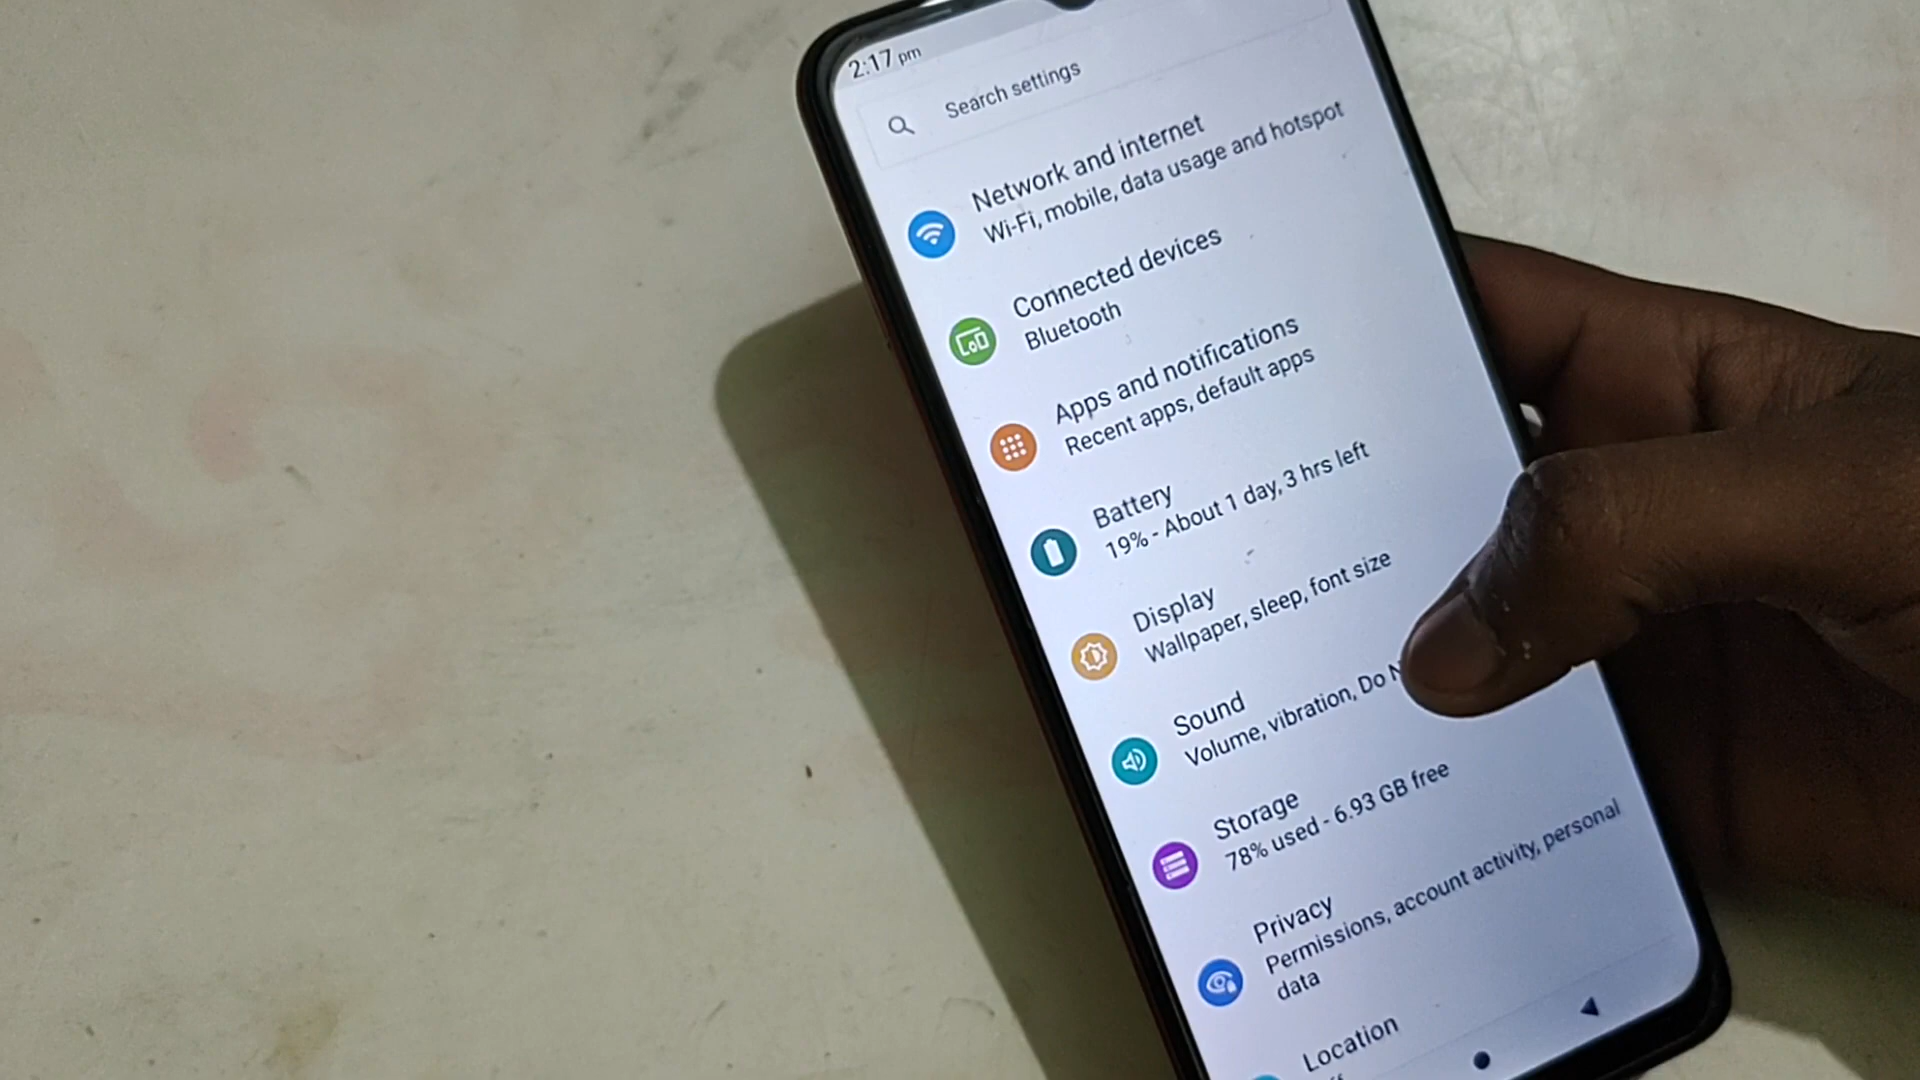 2:17 pm
Search settings
Network and internet
Wi-Fi, mobile, data usage and hotspot
Connected devices
Bluetooth
Apps and notifications
Recent apps, default apps
Battery
19% - About 1 day, 3 hrs left
Display
Wallpaper, sleep, font size
Sound
Volume, vibration, Do
Storage
78% used - 6.93 GB free
Privacy
Permissions, account activity, personal
data
Location